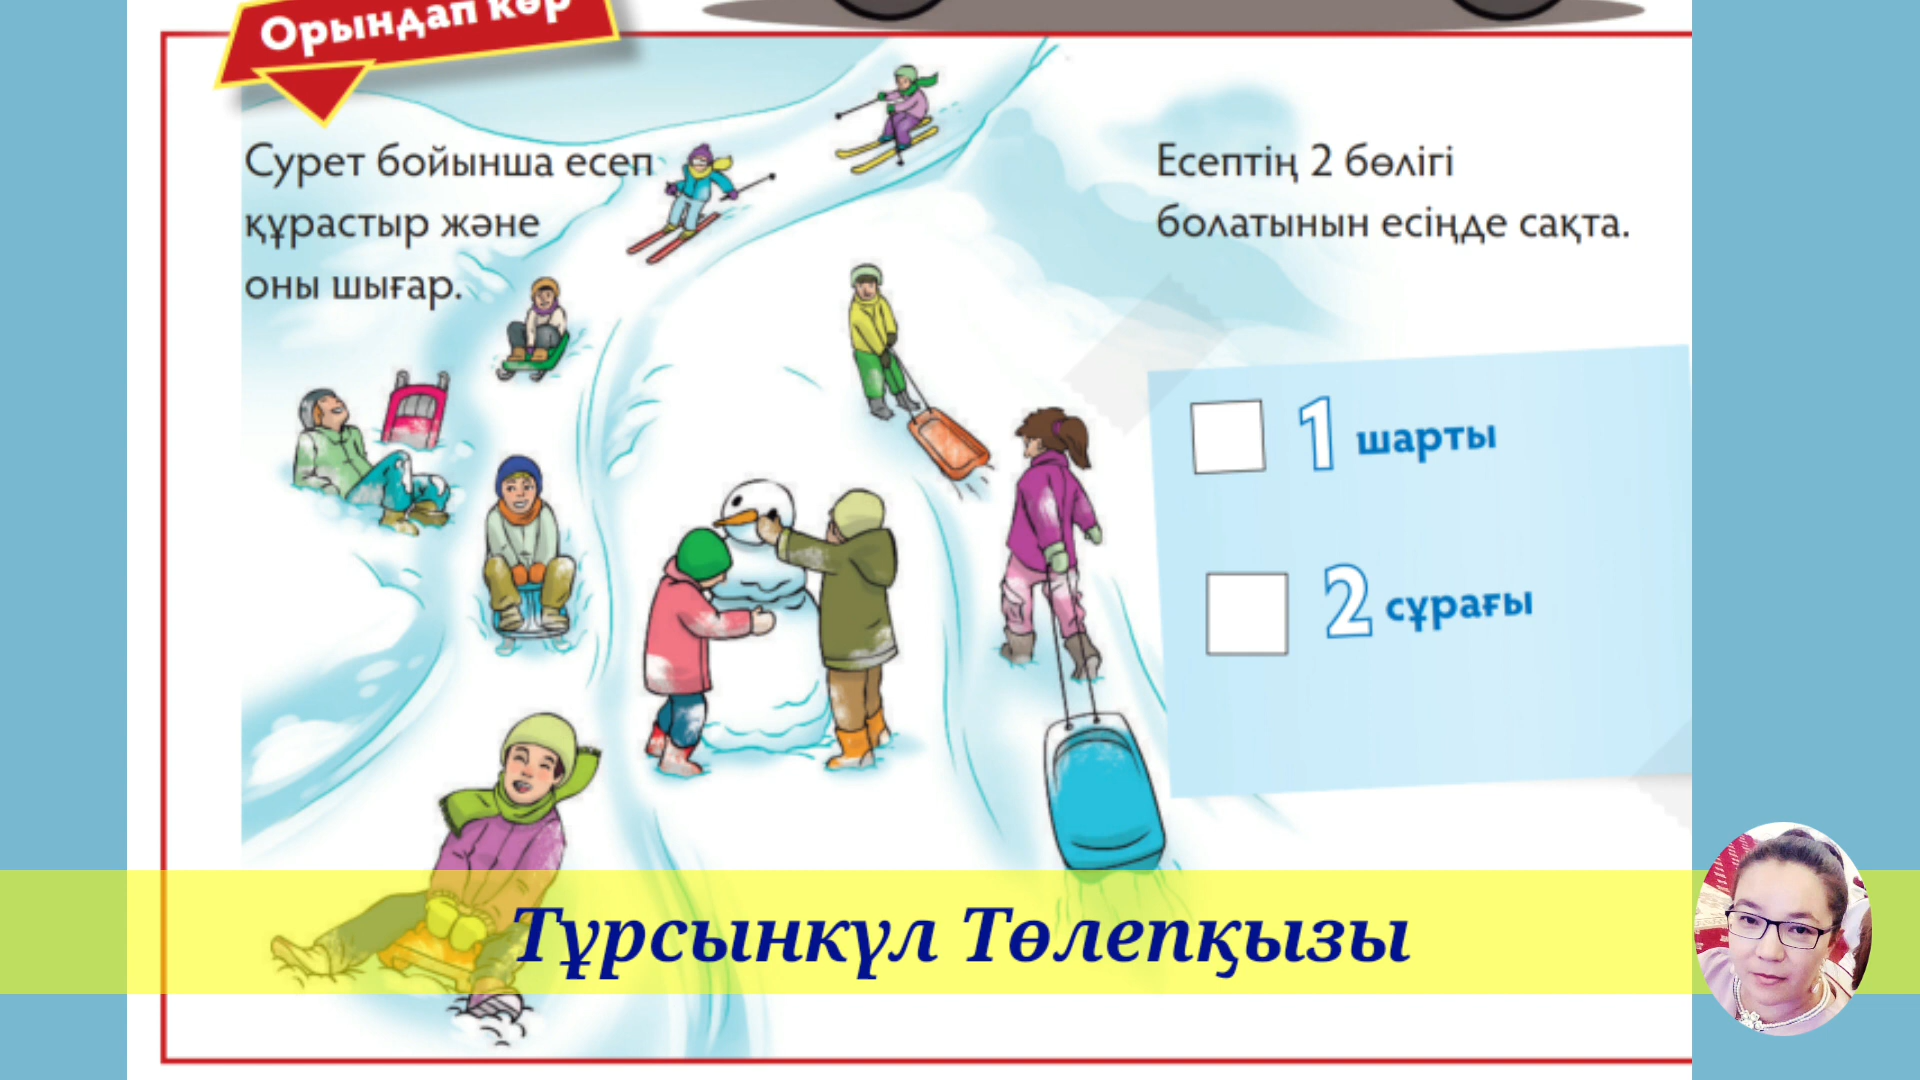 Орындап көр
Сурет бойынша есеп
құрастыр және
оны шығар.
Есептің 2 бөлігі
болатынын есіңде сақта.
1 шарты
2 сұрағы
Тұрсынкүл Төлепқызы